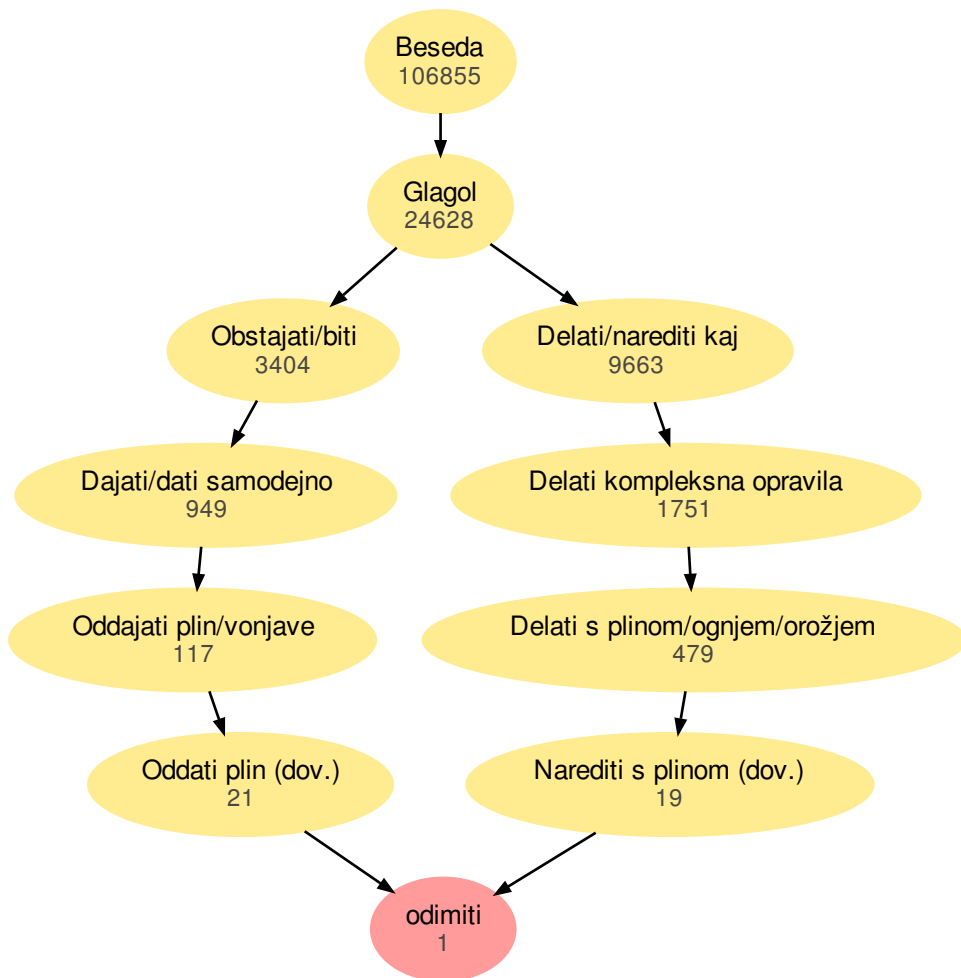 Beseda
106855
Glagol
24628
Obstajati/biti
3404
Delati/narediti kaj
9663
Dajati/dati samodejno
949
Delati kompleksna opravila
1751
Oddajati plin/vonjave
117
Delati s plinom/ognjem/orožjem
479
Oddati plin (dov.)
21
Narediti s plinom (dov.)
19
odimiti
1